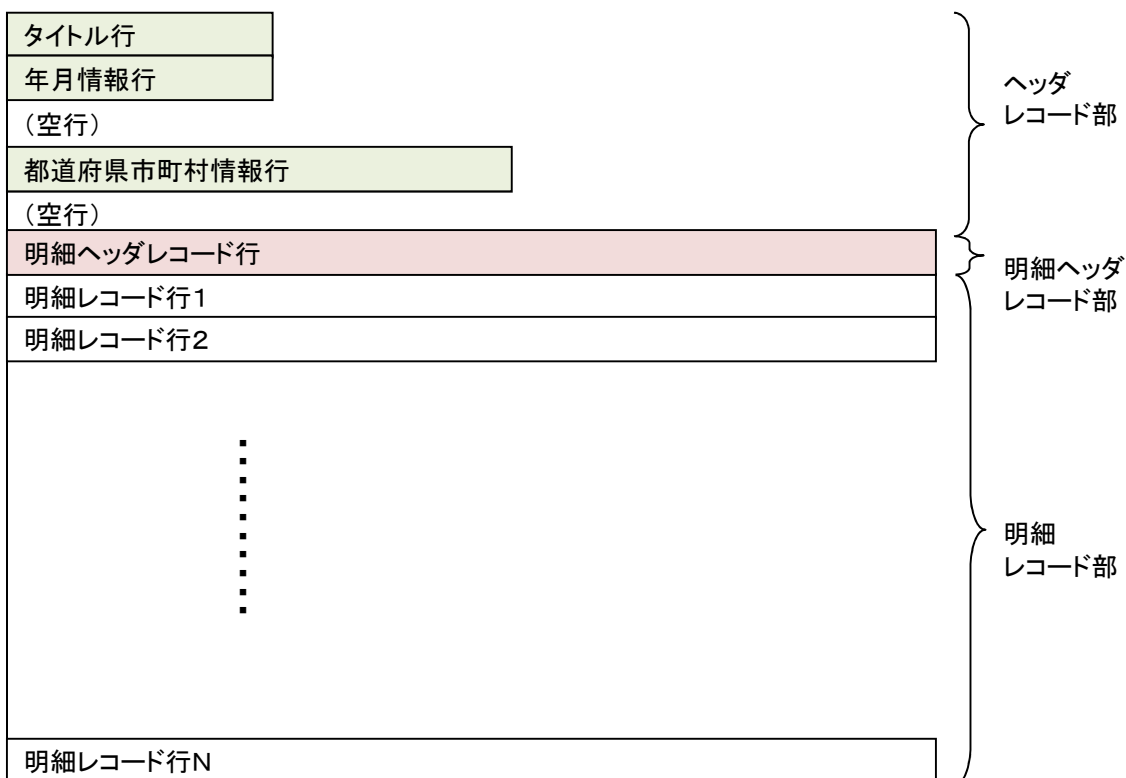 タイトル行
年月情報行
（空行）
都道府県市町村情報行
（空行）
明細ヘッダレコード行
明細レコード行１
明細レコード行２
明細レコード行Ｎ
ヘッダ
レコード部
明細ヘッダ
レコード部
明細
レコード部